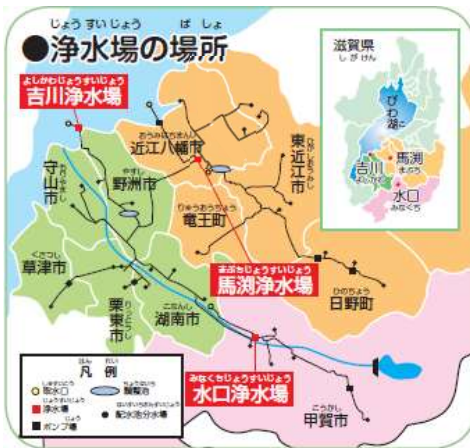 じょうすいじょう ばしょ
●浄水場の場所
よしかわじょうすいじょう
吉川浄水場
おうみはちまんし
近江八幡市
ひがしおうみし
東近江市
もりやまし
守山市
やすし
野洲市
りゅうおうちょう
竜王町
くさつし
草津市
りっとうし
栗東市
こなんし
湖南市
まぶちじょうすいじょう
馬渕浄水場
ひのちょう
日野町
みなくちじょうすいじょう
水口浄水場
こうかし
甲賀市
滋賀県
しがけん
びわ湖
こ
馬渕
まぶち
吉川
よしかわ
水口
みなくち
はん れい
凡例
しゅすいこう
取水口
ちょうせいち
調整池
じょうすいじょう
浄水場
はいすいちぶんすいじょう
配水池分水場
じょう
ポンプ場